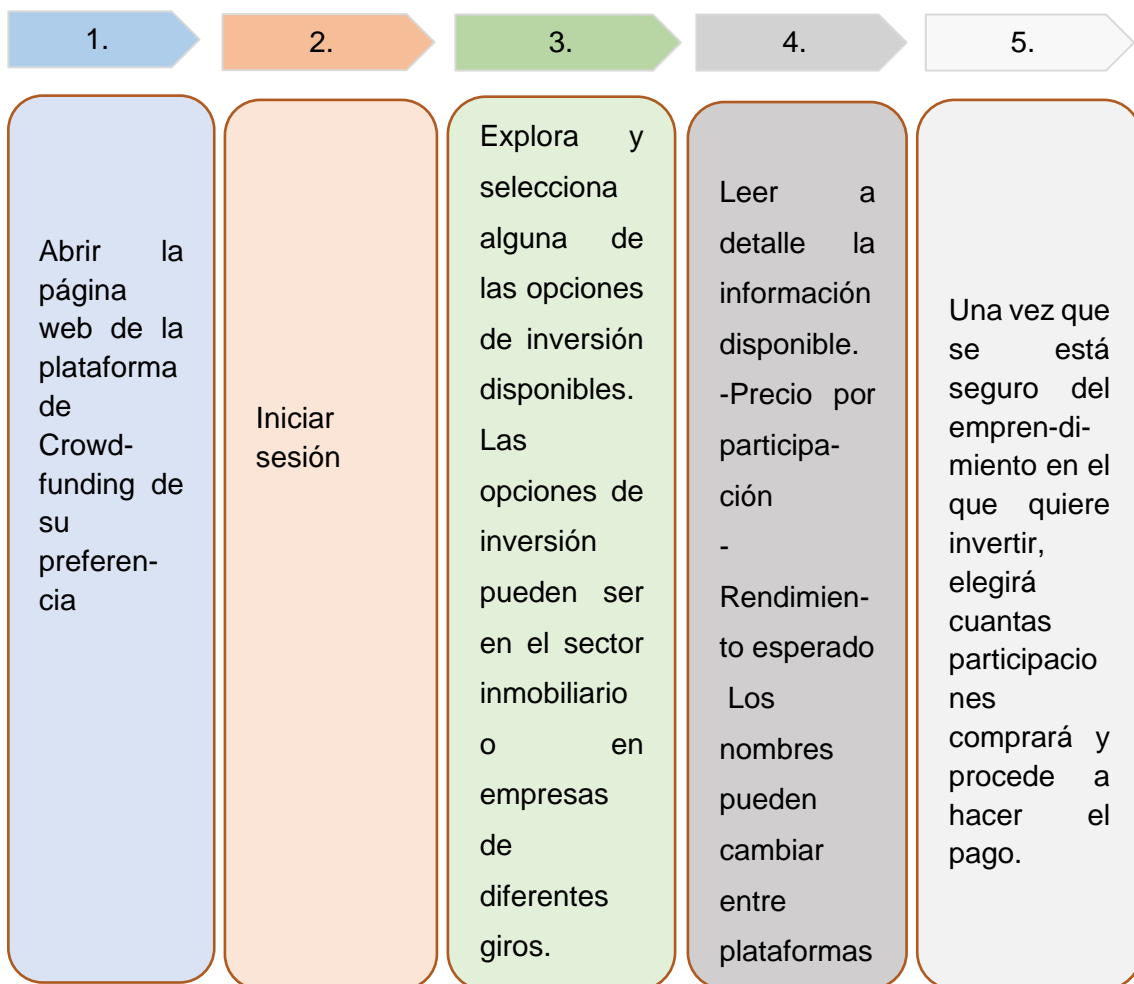 1.
2.
3.
4.
5.
Abrir la
página
web de la
plataforma
de
Crowd-
funding de
su
preferen-
cia
Iniciar
sesión
Explora y
selecciona
alguna de
las opciones
de inversión
disponibles.
Las
opciones de
inversión
pueden ser
en el sector
inmobiliario
o en
empresas
de
diferentes
giros.
Leer a
detalle la
información
disponible.
-Precio por
participa-
ción
-
Rendimien-
to esperado
Los
nombres
pueden
cambiar
entre
plataformas
Una vez que
se está
seguro del
empren-di-
miento en el
que quiere
invertir,
elegirá
cuantas
participacio
nes
comprará y
procede a
hacer el
pago.